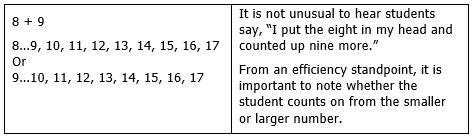 8 + 9
8...9, 10, 11, 12, 13, 14, 15, 16, 17
Or
9...10, 11, 12, 13, 14, 15, 16, 17
It is not unusual to hear students
say, “I put the eight in my head and
counted up nine more.”
From an efficiency standpoint, it is
important to note whether the
student counts on from the smaller
or larger number.